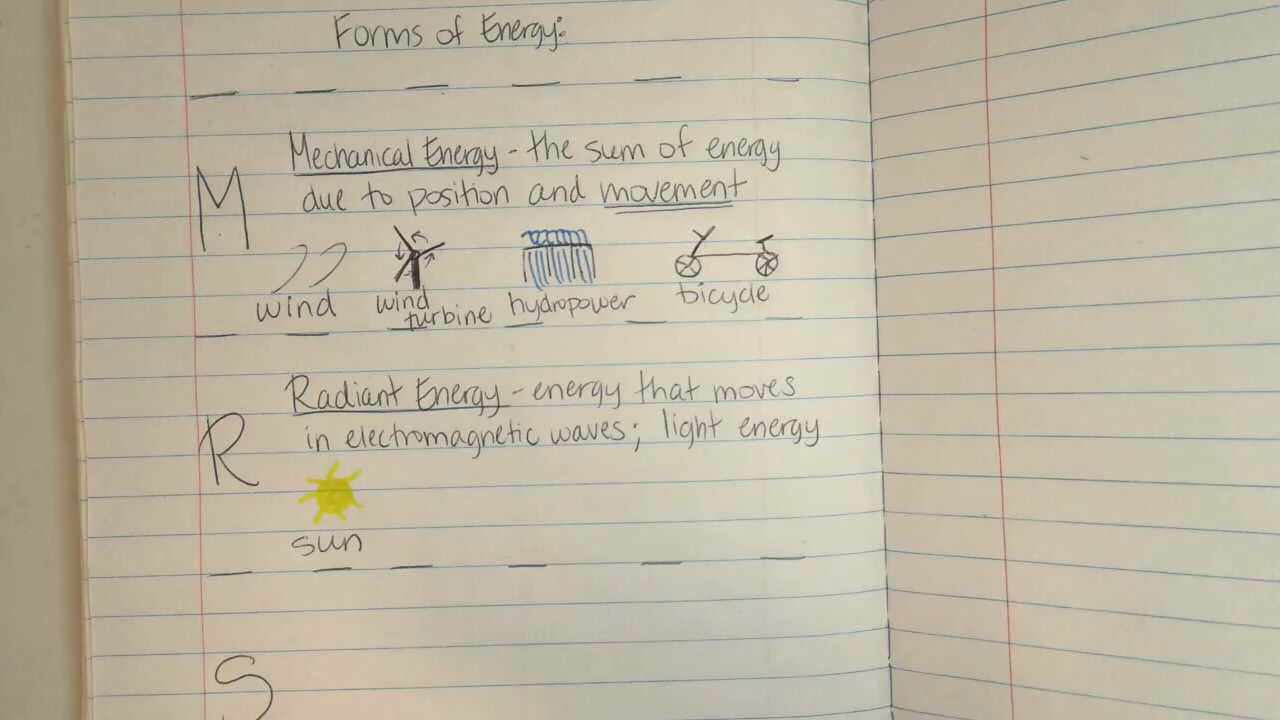 Forms of Energy:
Mechanical Energy - the sum of energy
M
due to position and movement
wind
wind turbine
hydropower
bicycle
Radiant Energy - energy that moves
R
in electromagnetic waves; light energy
sun
S